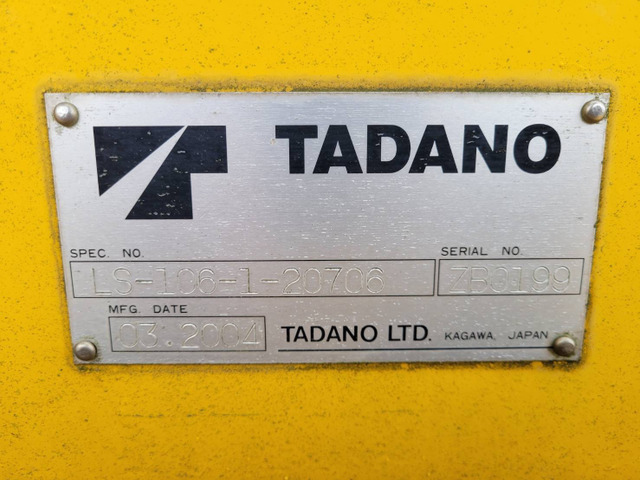 TADANO
SPEC. NO.
SERIAL NO.
LS-106-1-20706
ZB3199
MFG. DATE
03.2004
TADANO LTD. KAGAWA, JAPAN